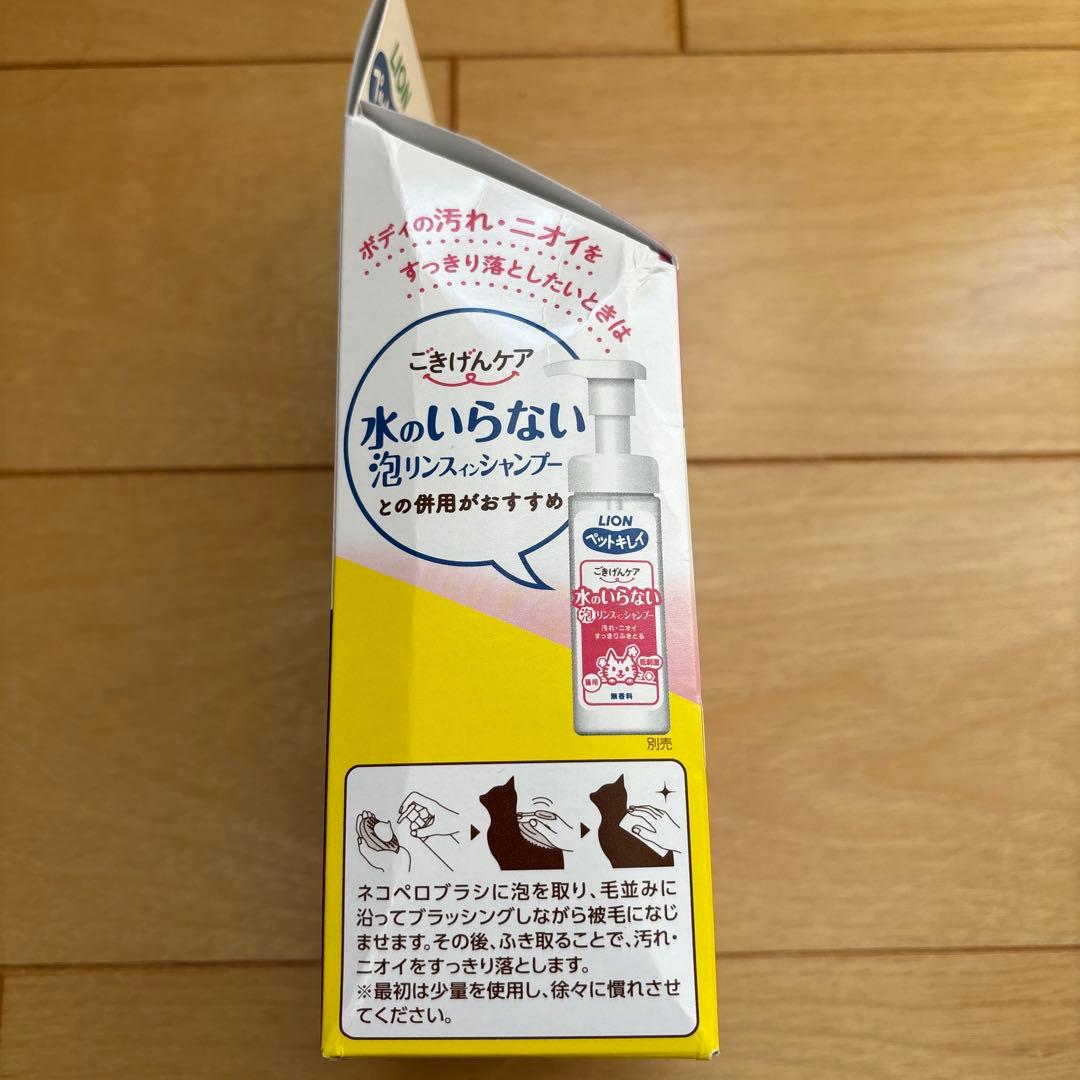 LION
ボディの汚れ・ニオイを
すっきり落としたいときは
ごきげんケア
水のいらない
泡リンスインシャンプー
との併用がおすすめ
LION
ペットキレイ
ごきげんケア
水のいらない
泡リンスインシャンプー
汚れ・ニオイ
すっきりふきとる
低刺激
猫用
無香料
別売
ネコペロブラシに泡を取り、毛並みに
沿ってブラッシングしながら被毛になじ
ませます。その後、ふき取ることで、汚れ・
ニオイをすっきり落とします。
※最初は少量を使用し、徐々に慣れさせ
てください。